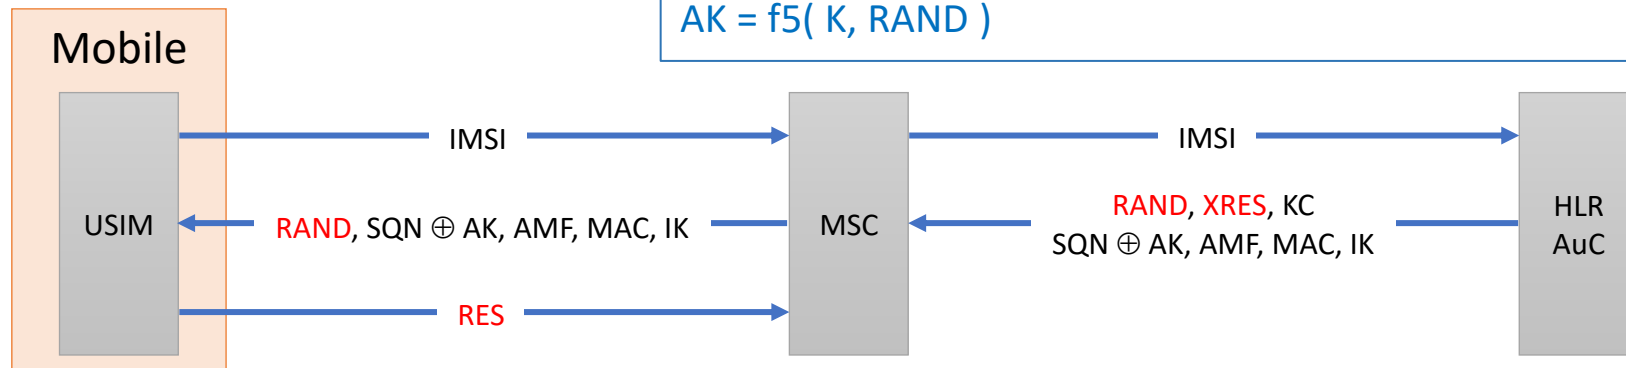 AK = f5( K, RAND )
Mobile
IMSI
IMSI
USIM
RAND, SQN ⊕ AK, AMF, MAC, IK
MSC
RAND, XRES, KC
SQN ⊕ AK, AMF, MAC, IK
HLR
AuC
RES